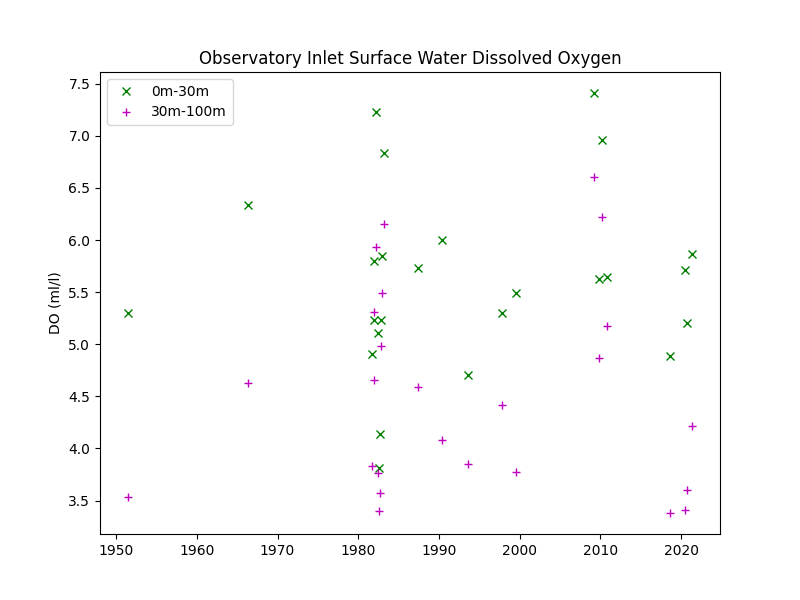 Observatory Inlet Surface Water Dissolved Oxygen
0m-30m
30m-100m
DO (ml/l)
7.5
7.0
6.5
6.0
5.5
5.0
4.5
4.0
3.5
1950 1960 1970 1980 1990 2000 2010 2020